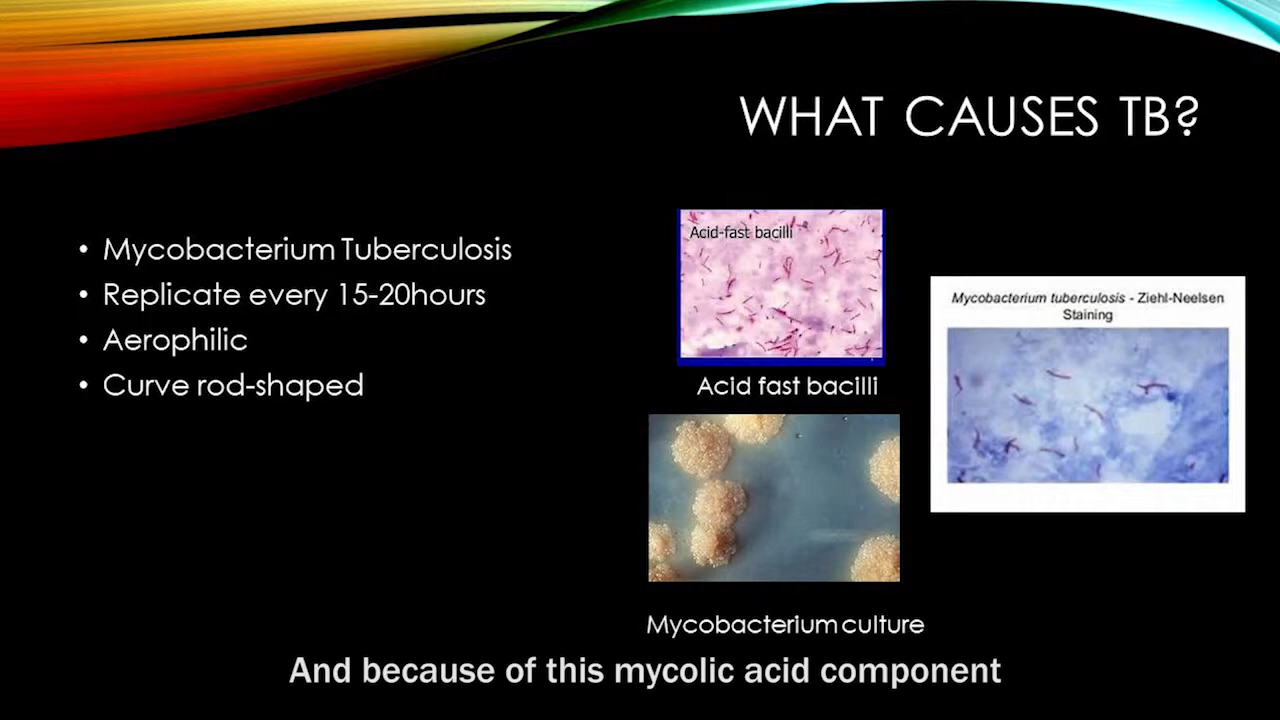 WHAT CAUSES TB?
• Mycobacterium Tuberculosis
• Replicate every 15-20hours
• Aerophilic
• Curve rod-shaped
Acid-fast bacilli
Acid fast bacilli
Mycobacterium tuberculosis - Ziehl-Neelsen
Staining
Mycobacterium culture
And because of this mycolic acid component